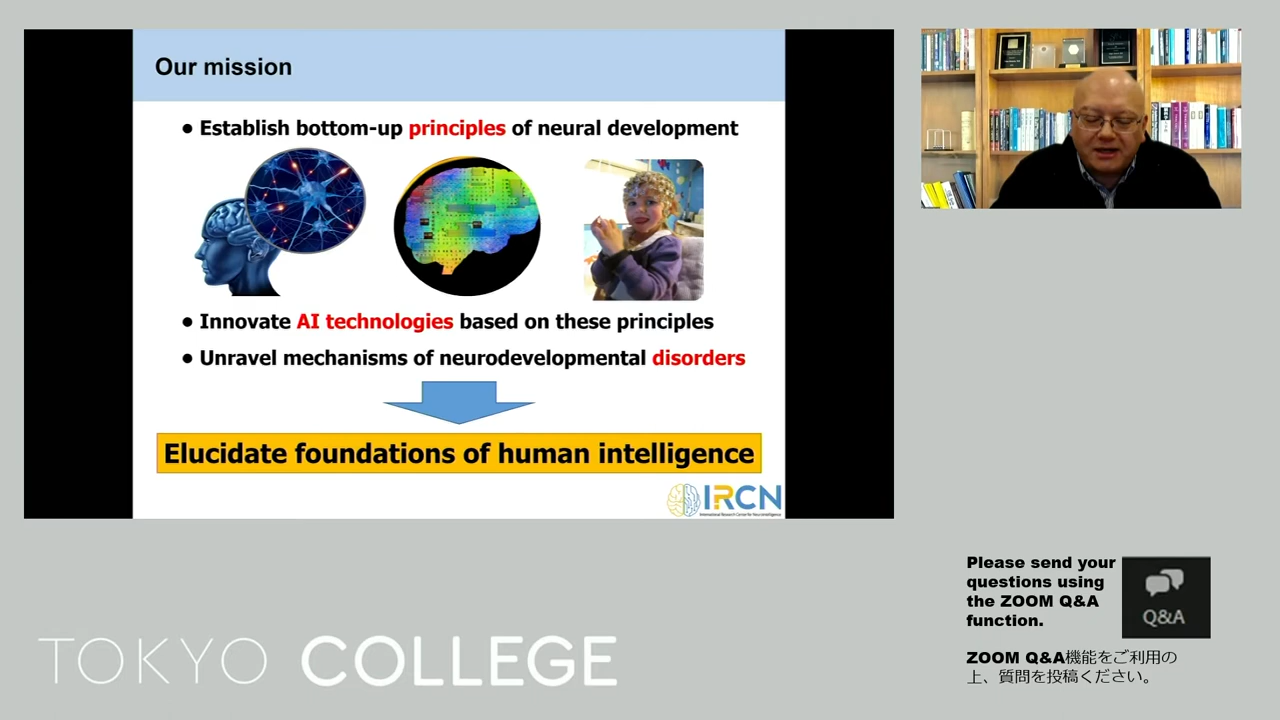 Our mission
● Establish bottom-up principles of neural development
● Innovate AI technologies based on these principles
● Unravel mechanisms of neurodevelopmental disorders
Elucidate foundations of human intelligence
IRCN
International Research Center for Neurointelligence
Please send your
questions using
the ZOOM Q&A
function.
Q&A
ZOOM Q&A機能をご利用の
上、質問を投稿ください。
TOKYO COLLEGE